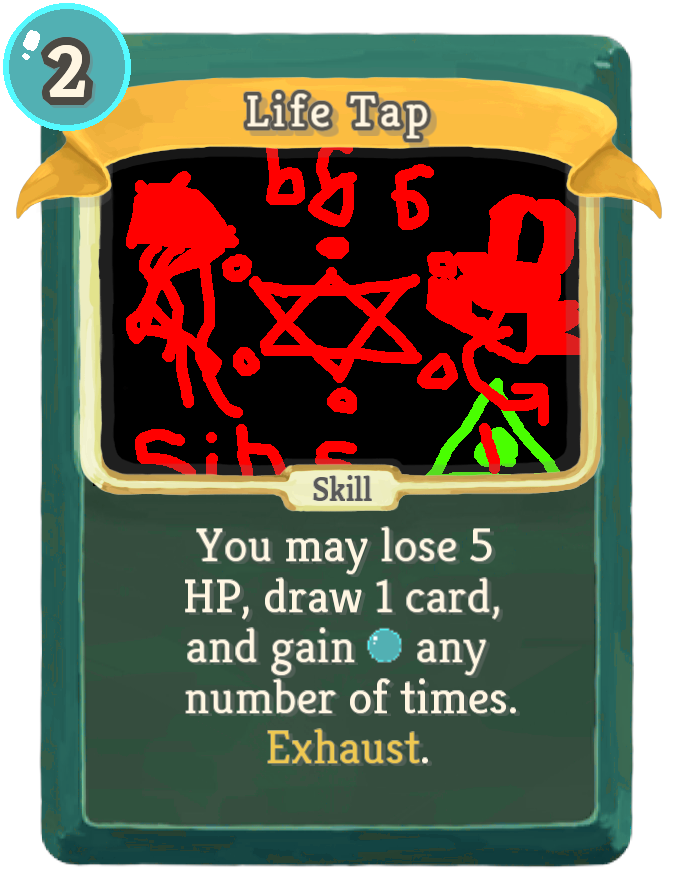 2
Life Tap
666
Skill
You may lose 5
HP, draw 1 card,
and gain any
number of times.
Exhaust.